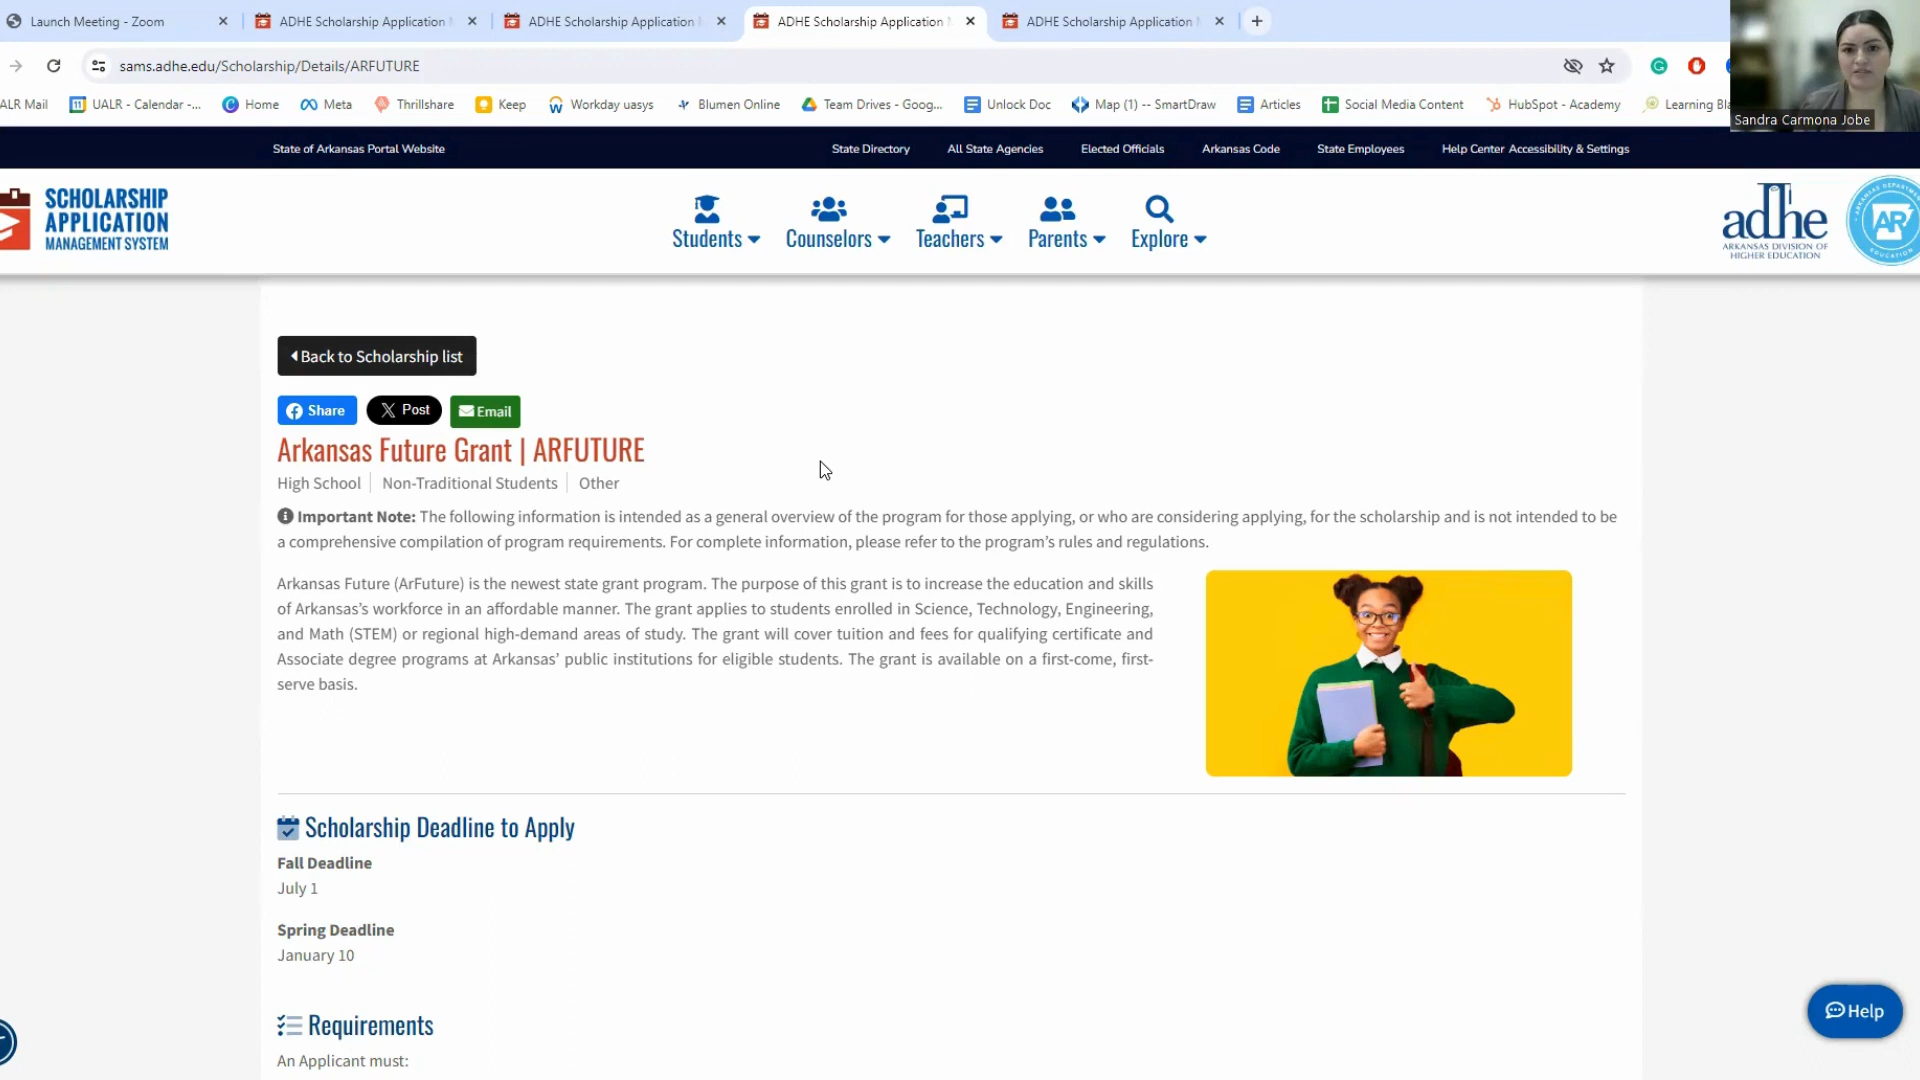 Launch Meeting - Zoom
ADHE Scholarship Application
ADHE Scholarship Application
ADHE Scholarship Application
ADHE Scholarship Application
sams.adhe.edu/Scholarship/Details/ARFUTURE
ALR Mail
UALR - Calendar -...
Home
Meta
Thrillshare
Keep
Workday uasys
Blumen Online
Team Drives - Goog...
Unlock Doc
Map (1) -- SmartDraw
Articles
Social Media Content
HubSpot - Academy
Learning Bla
Sandra Carmona Jobe
State of Arkansas Portal Website
State Directory
All State Agencies
Elected Officials
Arkansas Code
State Employees
Help Center Accessibility & Settings
SCHOLARSHIP
APPLICATION
MANAGEMENT SYSTEM
Students
Counselors
Teachers
Parents
Explore
adhe
ARKANSAS DIVISION OF
HIGHER EDUCATION
AR
Back to Scholarship list
Share
Post
Email
Arkansas Future Grant | ARFUTURE
High School
Non-Traditional Students
Other
Important Note: The following information is intended as a general overview of the program for those applying, or who are considering applying, for the scholarship and is not intended to be
a comprehensive compilation of program requirements. For complete information, please refer to the program's rules and regulations.
Arkansas Future (ArFuture) is the newest state grant program. The purpose of this grant is to increase the education and skills
of Arkansas's workforce in an affordable manner. The grant applies to students enrolled in Science, Technology, Engineering,
and Math (STEM) or regional high-demand areas of study. The grant will cover tuition and fees for qualifying certificate and
Associate degree programs at Arkansas' public institutions for eligible students. The grant is available on a first-come, first-
serve basis.
Scholarship Deadline to Apply
Fall Deadline
July 1
Spring Deadline
January 10
Requirements
An Applicant must:
Help